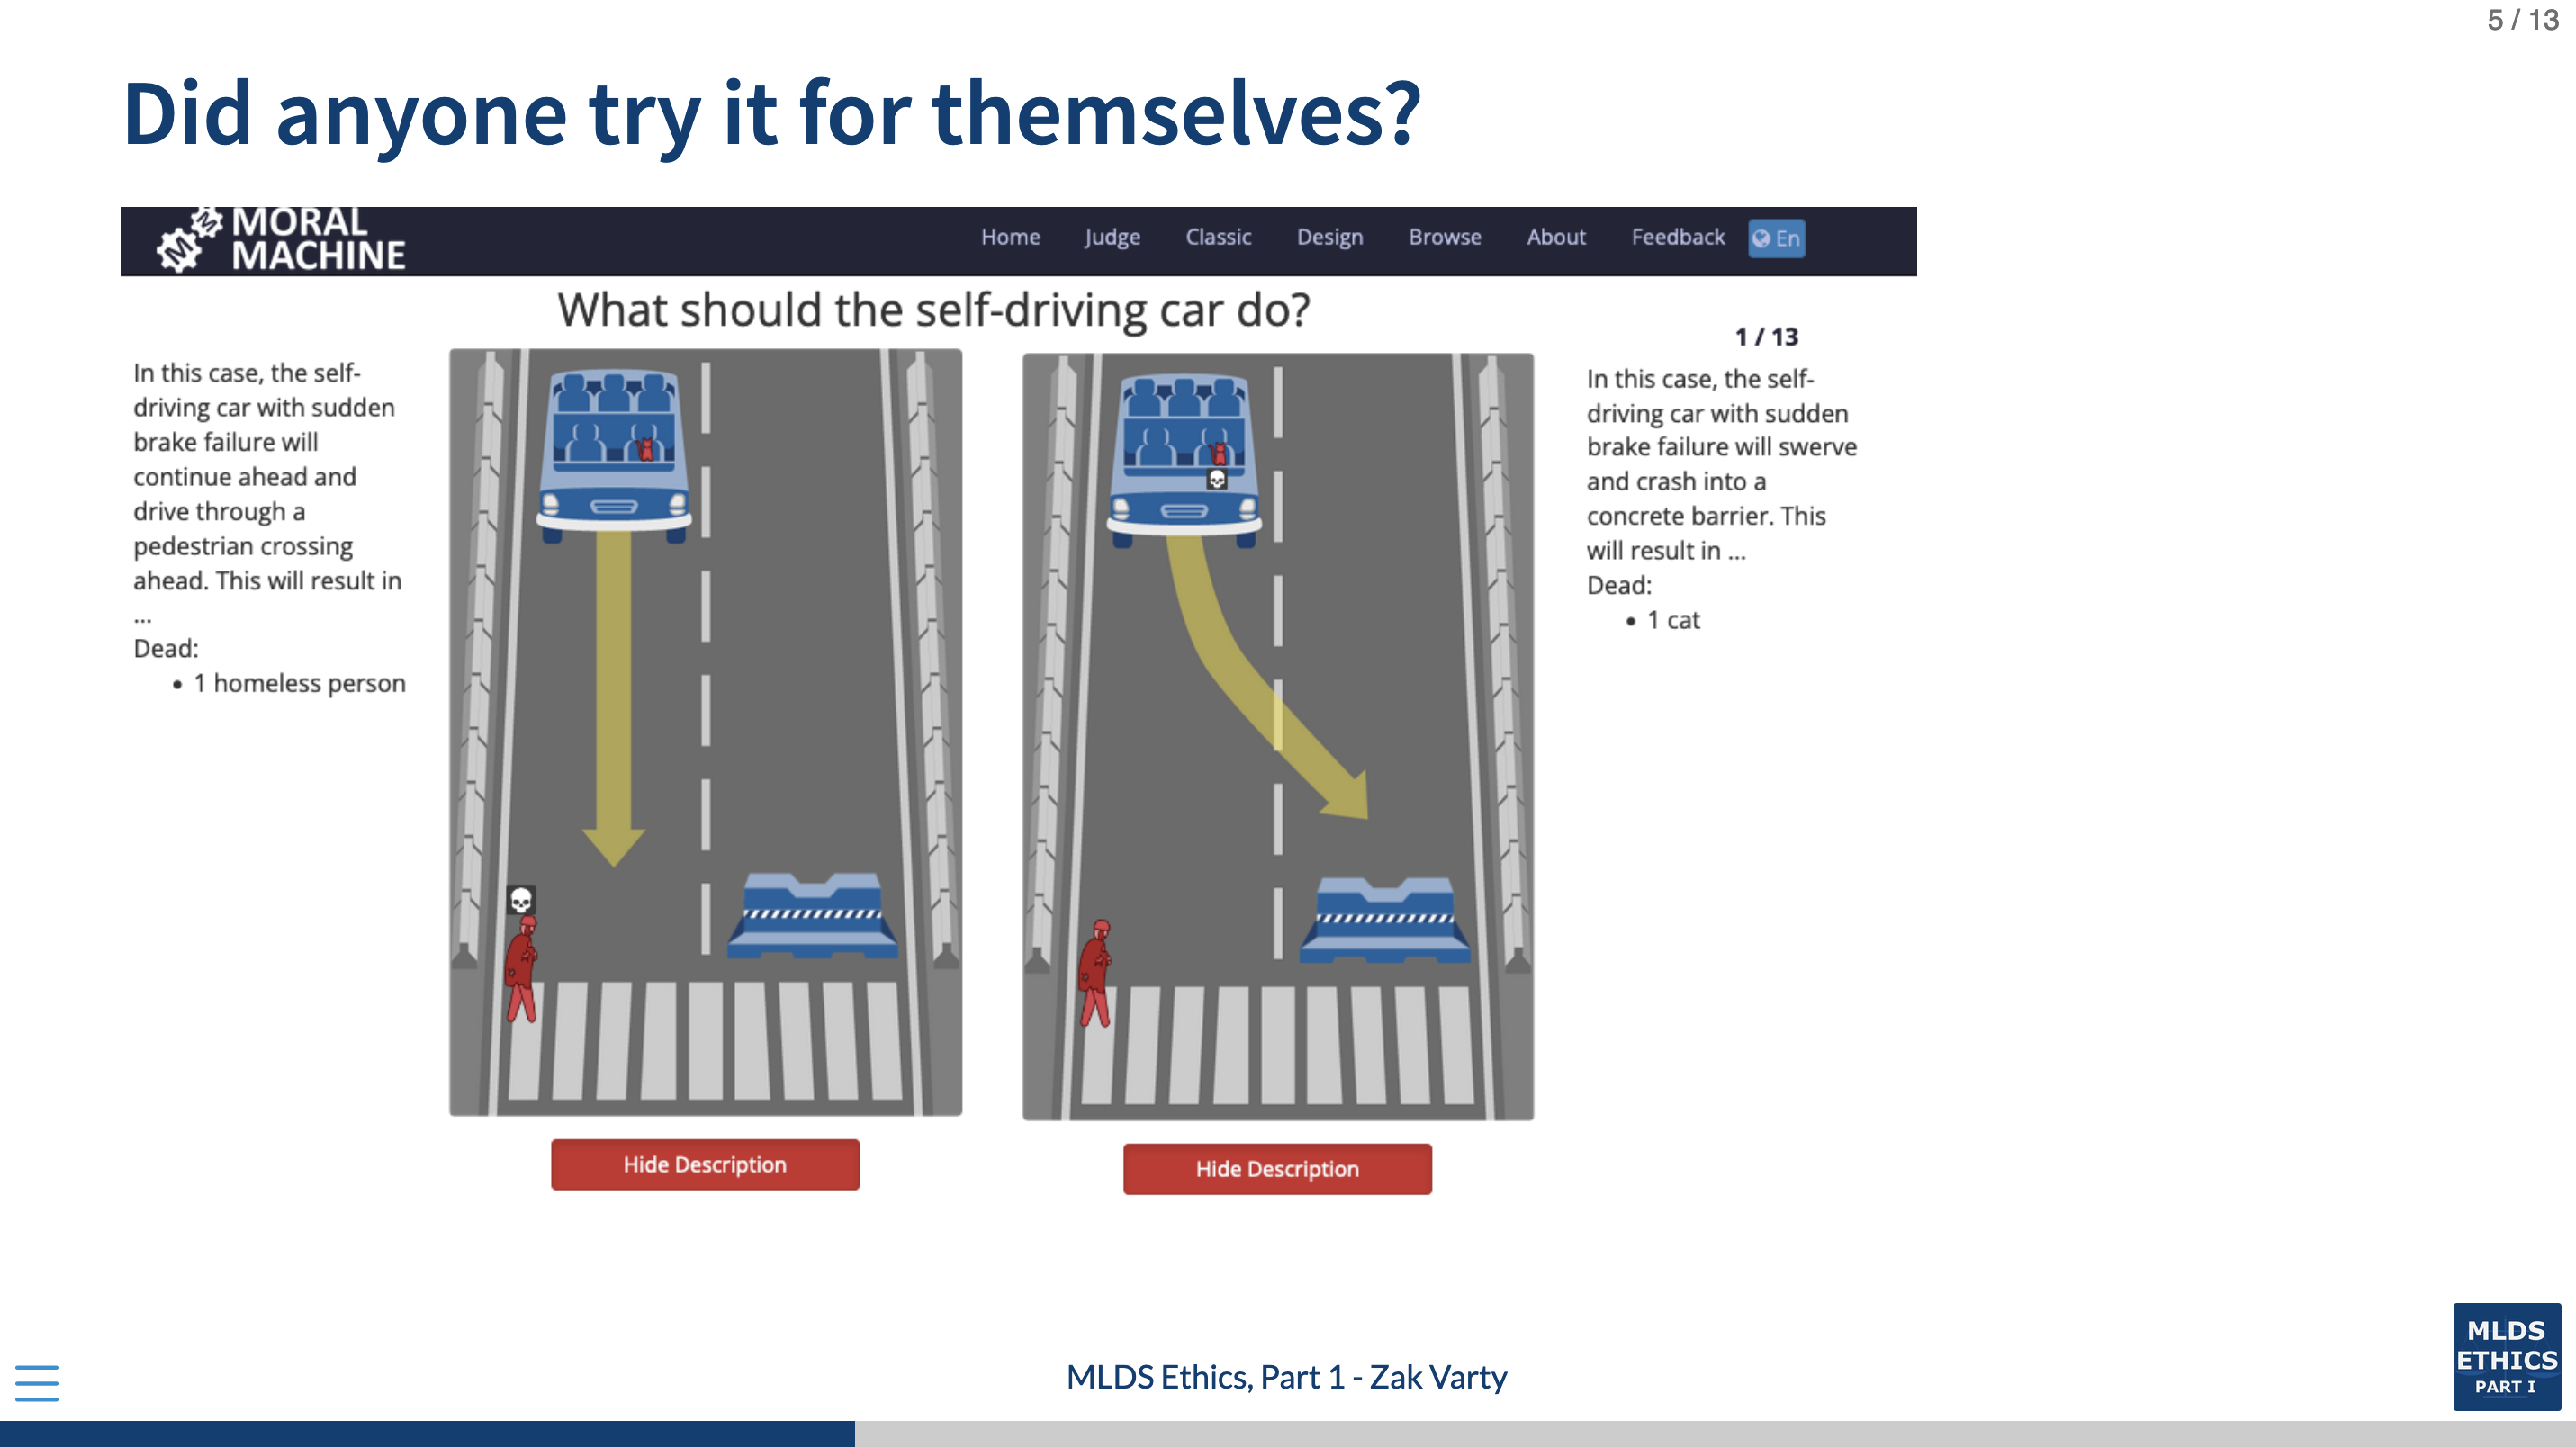 5 / 13
Did anyone try it for themselves?
MORAL
MACHINE
Home Judge Classic Design Browse About Feedback En
What should the self-driving car do?
In this case, the self-
driving car with sudden
brake failure will
continue ahead and
drive through a
pedestrian crossing
ahead. This will result in
...
Dead:
• 1 homeless person
1 / 13
In this case, the self-
driving car with sudden
brake failure will swerve
and crash into a
concrete barrier. This
will result in ...
Dead:
• 1 cat
Hide Description
Hide Description
MLDS Ethics, Part 1 - Zak Varty
MLDS
ETHICS
PART I